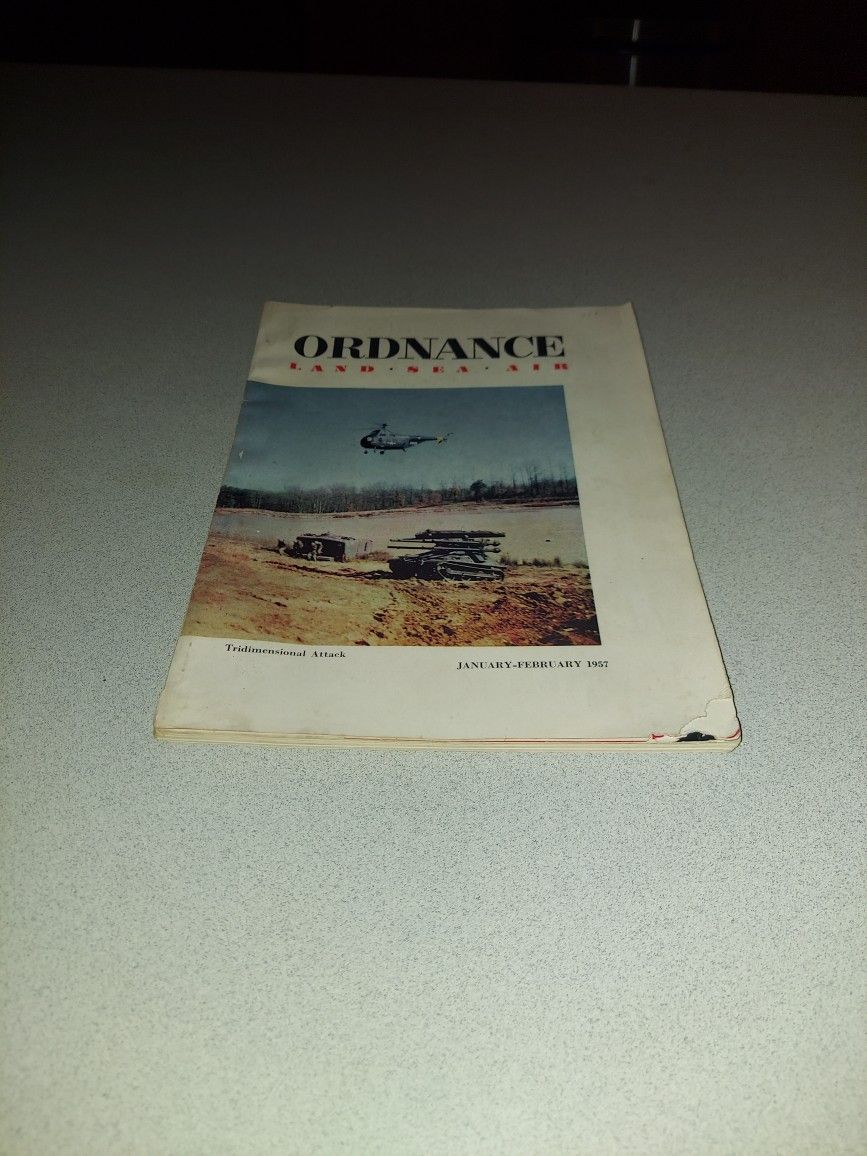 ORDNANCE
LAND · SEA · AIR
Tridimensional Attack
JANUARY-FEBRUARY 1957